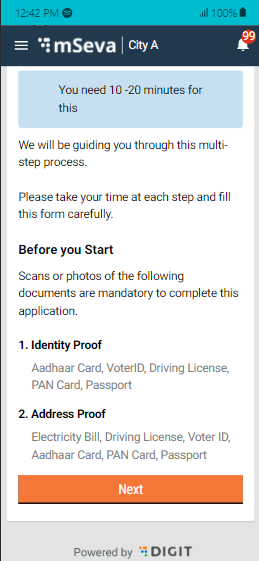 12:42 PM 100%
mSeva City A 99
You need 10 -20 minutes for
this
We will be guiding you through this multi-
step process.
Please take your time at each step and fill
this form carefully.
Before you Start
Scans or photos of the following
documents are mandatory to complete this
application.
1. Identity Proof
Aadhaar Card, VoterID, Driving License,
PAN Card, Passport
2. Address Proof
Electricity Bill, Driving License, Voter ID,
Aadhaar Card, PAN Card, Passport
Next
Powered by DIGIT